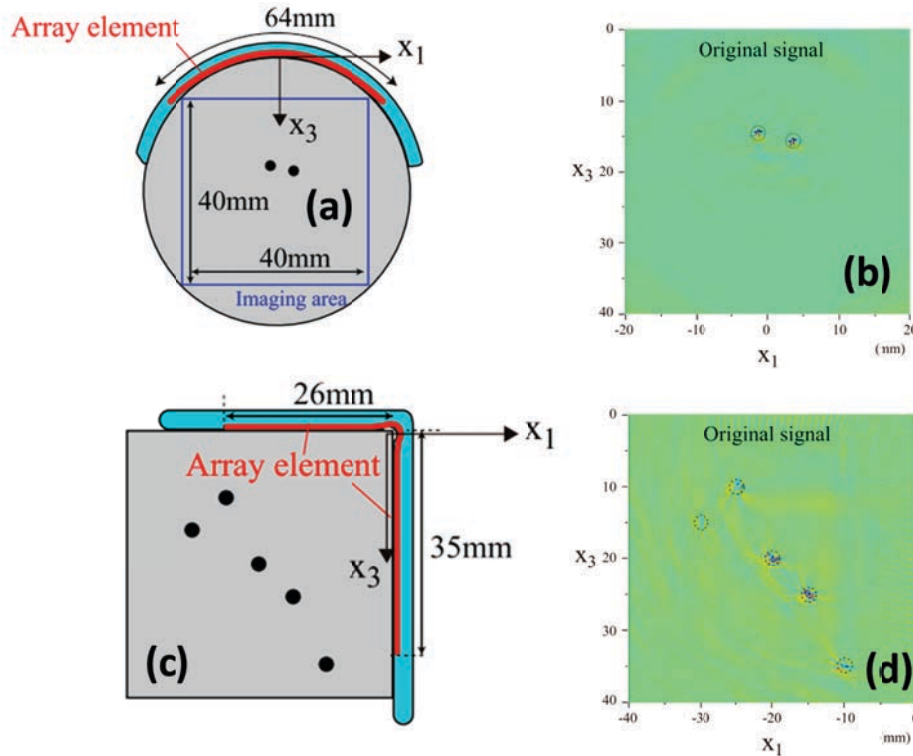 64mm
Array element
x1
x3
(a)
40mm
40mm
Imaging area
Original signal
0
10
20
30
40
x3
-20
-10
0
10
20
(mm)
x1
(b)
26mm
x1
Array element
x3
35mm
(c)
Original signal
0
10
20
30
40
x3
-40
-30
-20
-10
0
mm)
x1
(d)